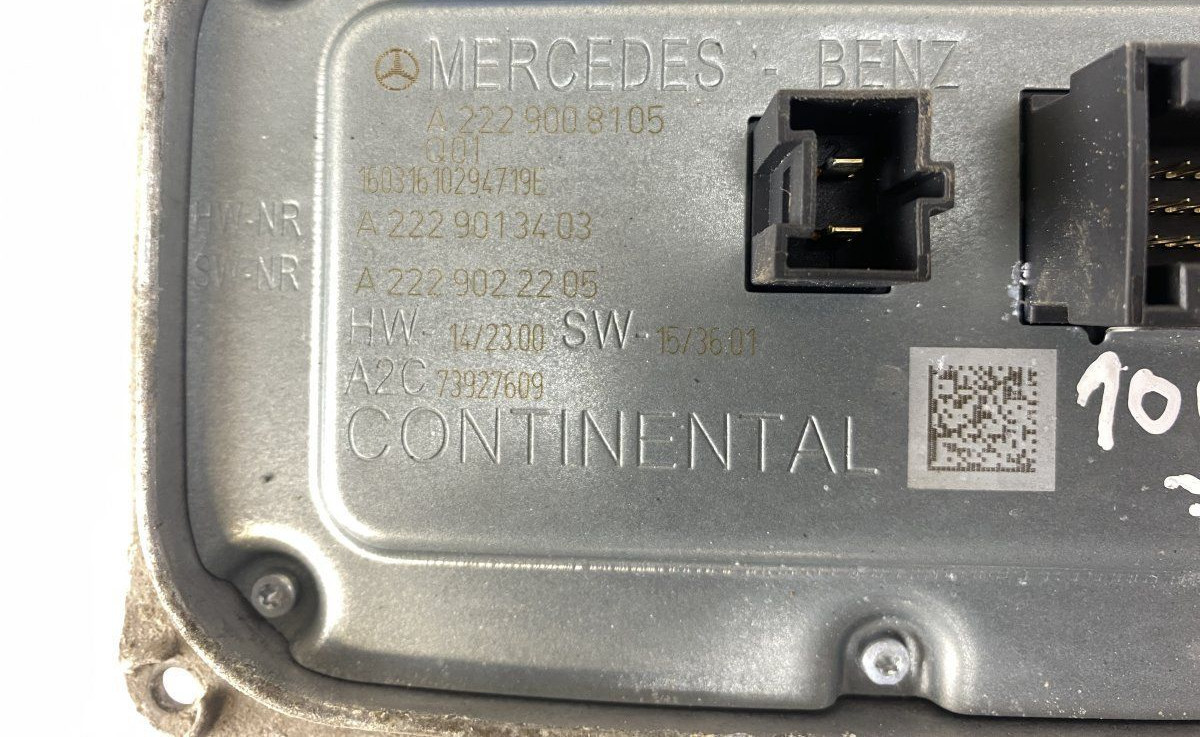 MERCEDES - BENZ
A 222 900 8105
Q01
16031610294719E
HW-NR A 222 901 34 03
SW-NR A 222 902 22 05
HW- 14/23.00 SW- 15/36.01
A2C 73927609
CONTINENTAL
10